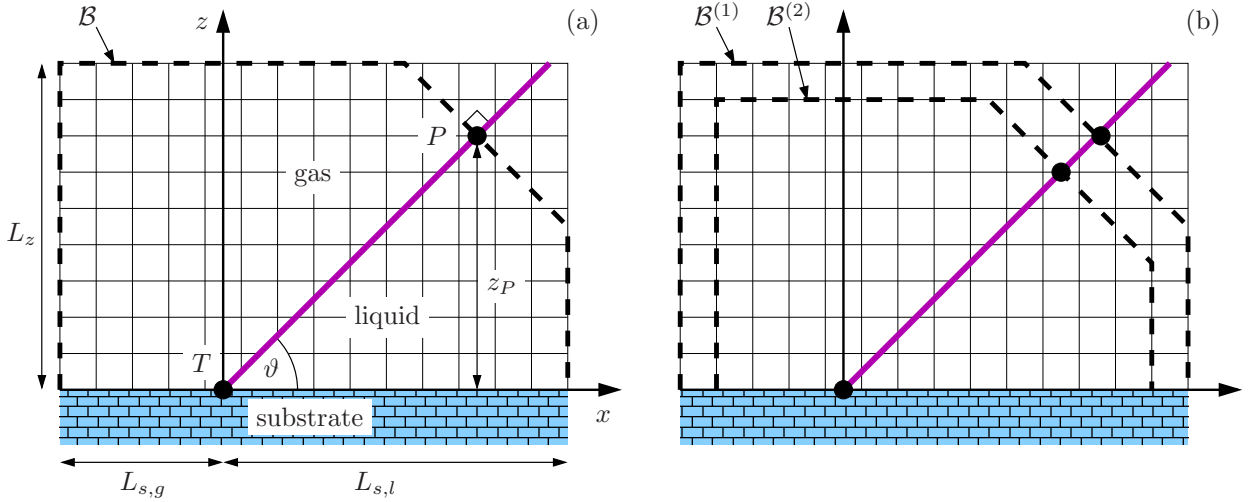 ℬ
z
(a)
P
gas
L_z
z_P
liquid
T
ϑ
substrate
x
L_{s,g}
L_{s,l}
ℬ^{(1)}
ℬ^{(2)}
(b)